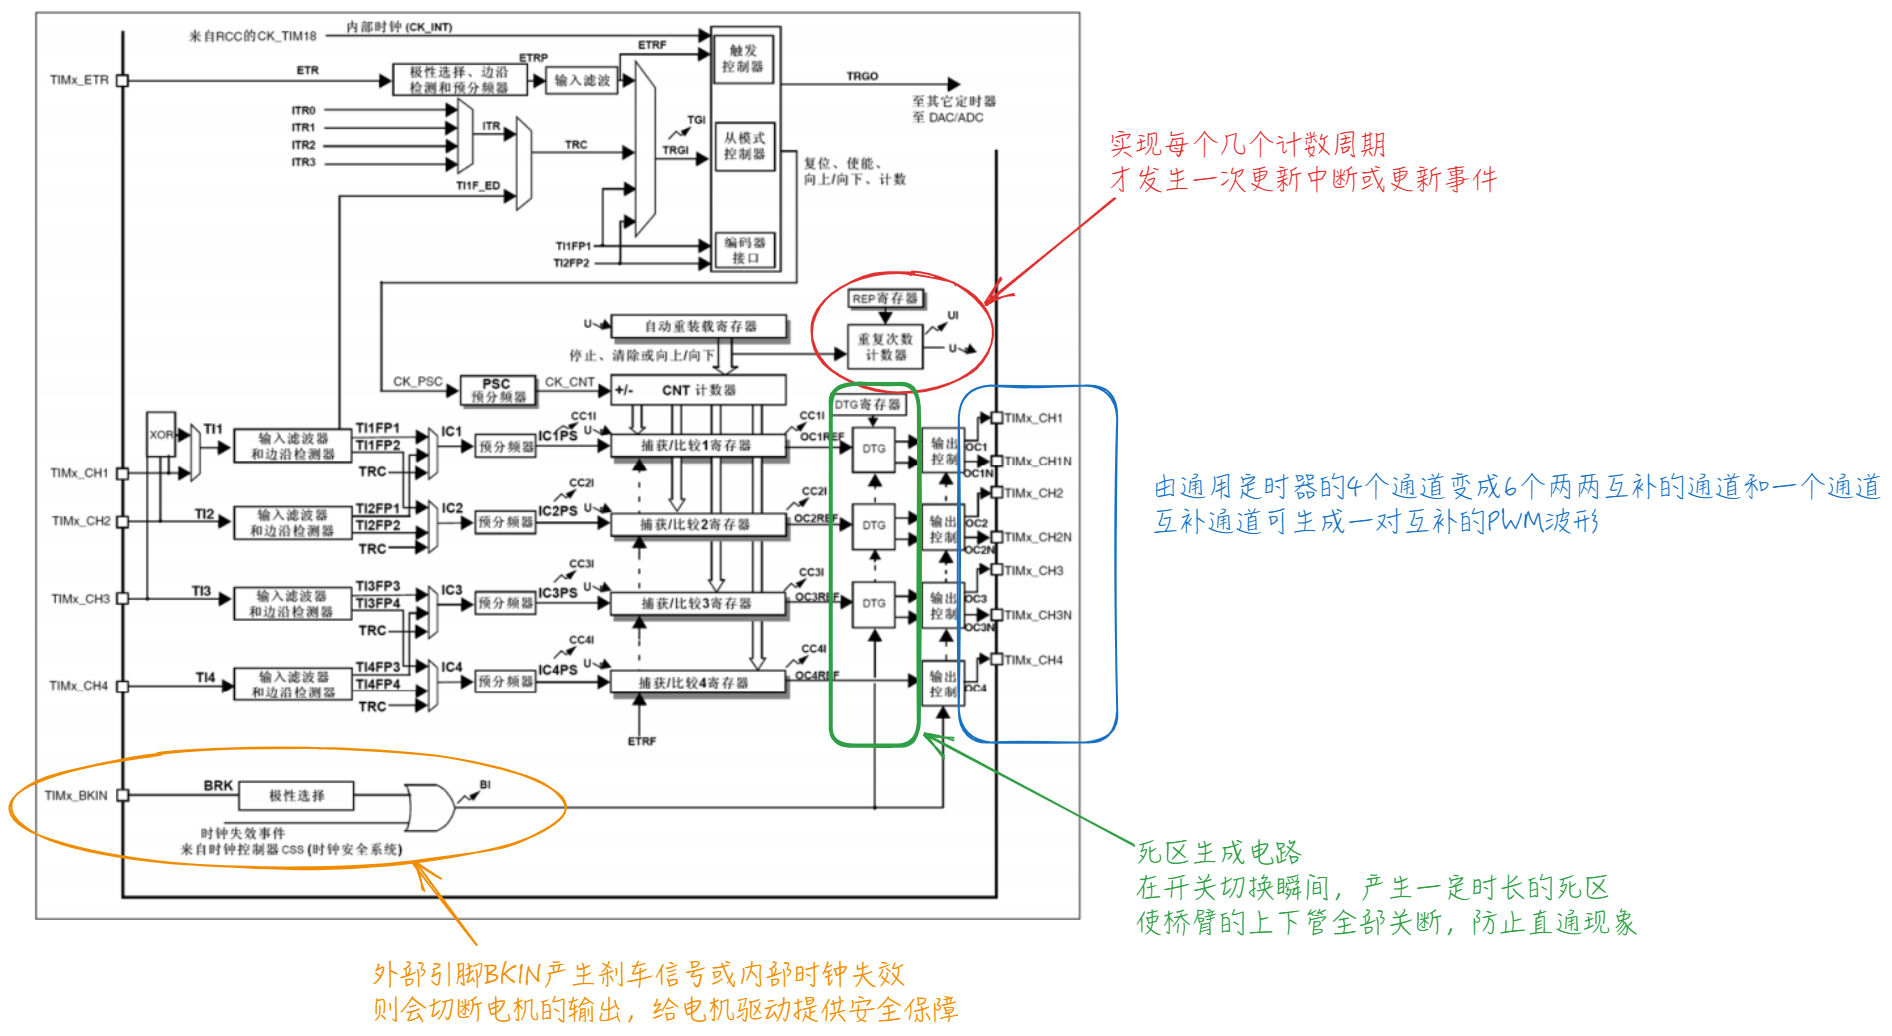 来自RCC的CK_TIM18
内部时钟 (CK_INT)
ETRF
TIMx_ETR
ETR
极性选择、边沿
检测和预分频器
ETRP
输入滤波
触发
控制器
TRGO
至其它定时器
至 DAC/ADC
ITR0
ITR1
ITR2
ITR3
ITR
TRC
TI1F_ED
TGI
TRGI
从模式
控制器
复位、使能、
向上/向下、计数
TI1FP1
TI2FP2
编码器
接口
实现每个几个计数周期
才发生一次更新中断或更新事件
REP寄存器
UI
U
自动重装载寄存器
重复次数
计数器
U
停止、清除或向上/向下
CK_PSC
PSC
预分频器
CK_CNT
+/-
CNT 计数器
DTG寄存器
XOR
TI1
输入滤波器
和边沿检测器
TI1FP1
TI1FP2
TRC
IC1
预分频器
IC1PS
CC1I
U
捕获/比较1寄存器
CC1I
OC1REF
DTG
输出
控制
OC1
OC1N
TIMx_CH1
TIMx_CH1N
TIMx_CH1
TIMx_CH2
TI2
输入滤波器
和边沿检测器
TI2FP1
TI2FP2
TRC
IC2
预分频器
IC2PS
CC2I
U
捕获/比较2寄存器
CC2I
OC2REF
DTG
输出
控制
OC2
OC2N
TIMx_CH2
TIMx_CH2N
由通用定时器的4个通道变成6个两两互补的通道和一个通道
互补通道可生成一对互补的PWM波形
TIMx_CH3
TI3
输入滤波器
和边沿检测器
TI3FP3
TI3FP4
TRC
IC3
预分频器
IC3PS
CC3I
U
捕获/比较3寄存器
CC3I
OC3REF
DTG
输出
控制
OC3
OC3N
TIMx_CH3
TIMx_CH3N
TIMx_CH4
TI4
输入滤波器
和边沿检测器
TI4FP3
TI4FP4
TRC
IC4
预分频器
IC4PS
CC4I
U
捕获/比较4寄存器
CC4I
OC4REF
输出
控制
OC4
TIMx_CH4
ETRF
TIMx_BKIN
BRK
极性选择
BI
时钟失效事件
来自时钟控制器 CSS (时钟安全系统)
死区生成电路
在开关切换瞬间，产生一定时长的死区
使桥臂的上下管全部关断，防止直通现象
外部引脚BKIN产生刹车信号或内部时钟失效
则会切断电机的输出，给电机驱动提供安全保障